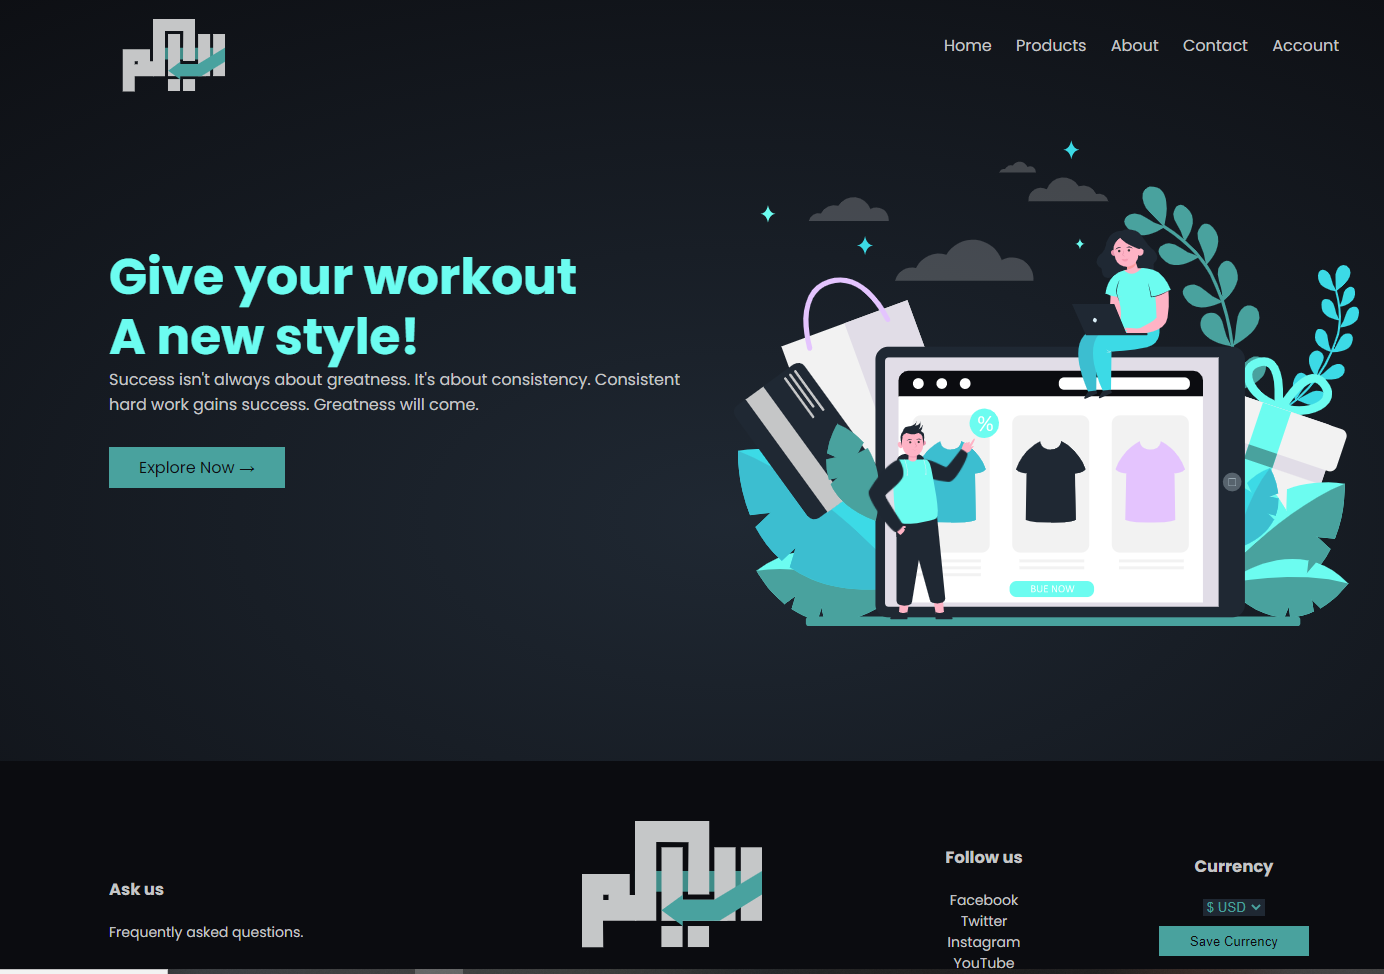 Home Products About Contact Account
Give your workout
A new style!
Success isn't always about greatness. It's about consistency. Consistent
hard work gains success. Greatness will come.
Explore Now →
%
BUE NOW
Ask us
Frequently asked questions.
Follow us
Facebook
Twitter
Instagram
YouTube
Currency
$ USD
Save Currency